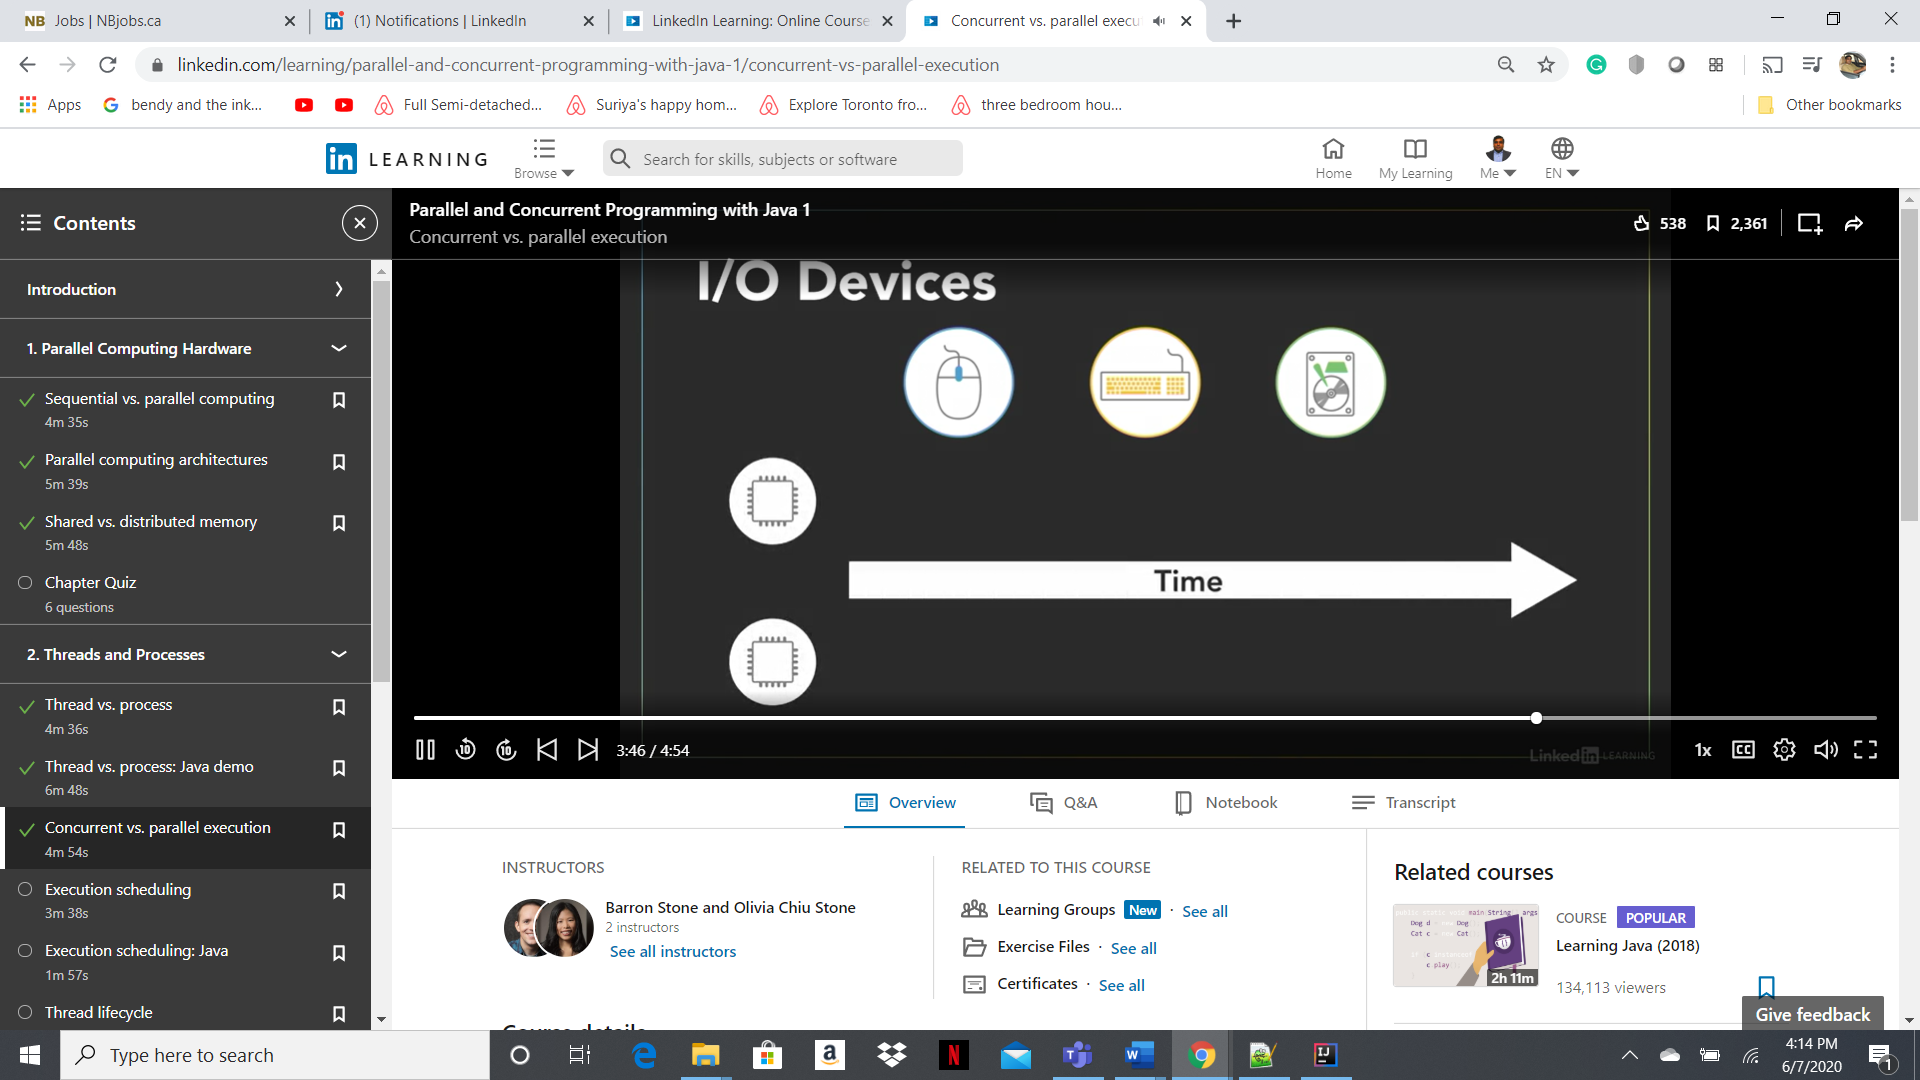 NB Jobs | NBjobs.ca
(1) Notifications | LinkedIn
LinkedIn Learning: Online Course
Concurrent vs. parallel execu
linkedin.com/learning/parallel-and-concurrent-programming-with-java-1/concurrent-vs-parallel-execution
Apps
bendy and the ink...
Full Semi-detached...
Suriya's happy hom...
Explore Toronto fro...
three bedroom hou...
Other bookmarks
in LEARNING
Browse
Search for skills, subjects or software
Home
My Learning
Me
EN
Contents
Introduction
1. Parallel Computing Hardware
Sequential vs. parallel computing
4m 35s
Parallel computing architectures
5m 39s
Shared vs. distributed memory
5m 48s
Chapter Quiz
6 questions
2. Threads and Processes
Thread vs. process
4m 36s
Thread vs. process: Java demo
6m 48s
Concurrent vs. parallel execution
4m 54s
Execution scheduling
3m 38s
Execution scheduling: Java
1m 57s
Thread lifecycle
Parallel and Concurrent Programming with Java 1
Concurrent vs. parallel execution
538
2,361
I/O Devices
Time
10
10
3:46 / 4:54
LinkedIn LEARNING
1x
CC
Overview
Q&A
Notebook
Transcript
INSTRUCTORS
Barron Stone and Olivia Chiu Stone
2 instructors
See all instructors
RELATED TO THIS COURSE
Learning Groups New · See all
Exercise Files · See all
Certificates · See all
Course details
Related courses
2h 11m
COURSE POPULAR
Learning Java (2018)
134,113 viewers
Give feedback
Type here to search
4:14 PM
6/7/2020
1